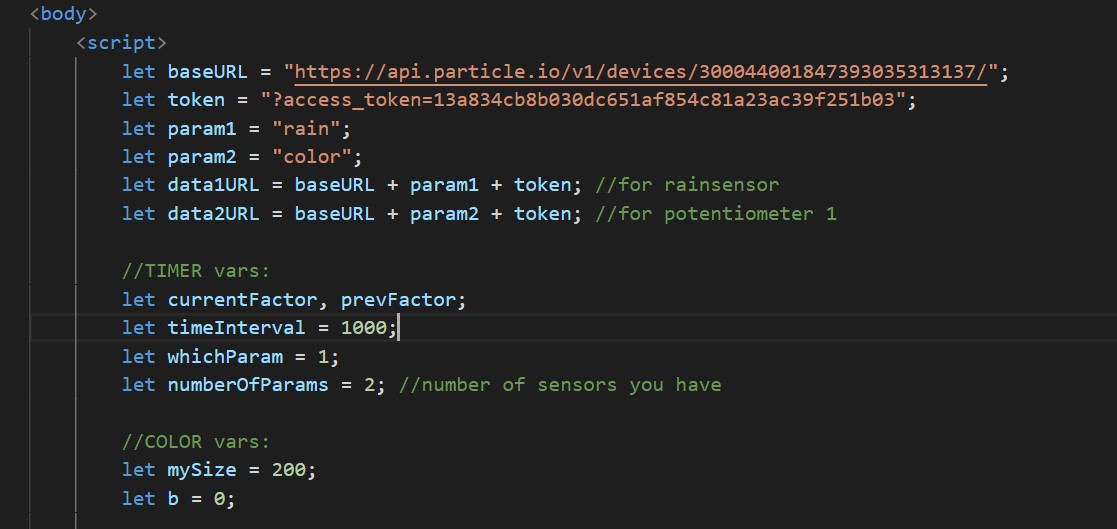 <body>
<script>
let baseURL = "https://api.particle.io/v1/devices/300044001847393035313137/";
let token = "?access_token=13a834cb8b030dc651af854c81a23ac39f251b03";
let param1 = "rain";
let param2 = "color";
let data1URL = baseURL + param1 + token; //for rainsensor
let data2URL = baseURL + param2 + token; //for potentiometer 1
//TIMER vars:
let currentFactor, prevFactor;
let timeInterval = 1000;
let whichParam = 1;
let numberOfParams = 2; //number of sensors you have
//COLOR vars:
let mySize = 200;
let b = 0;